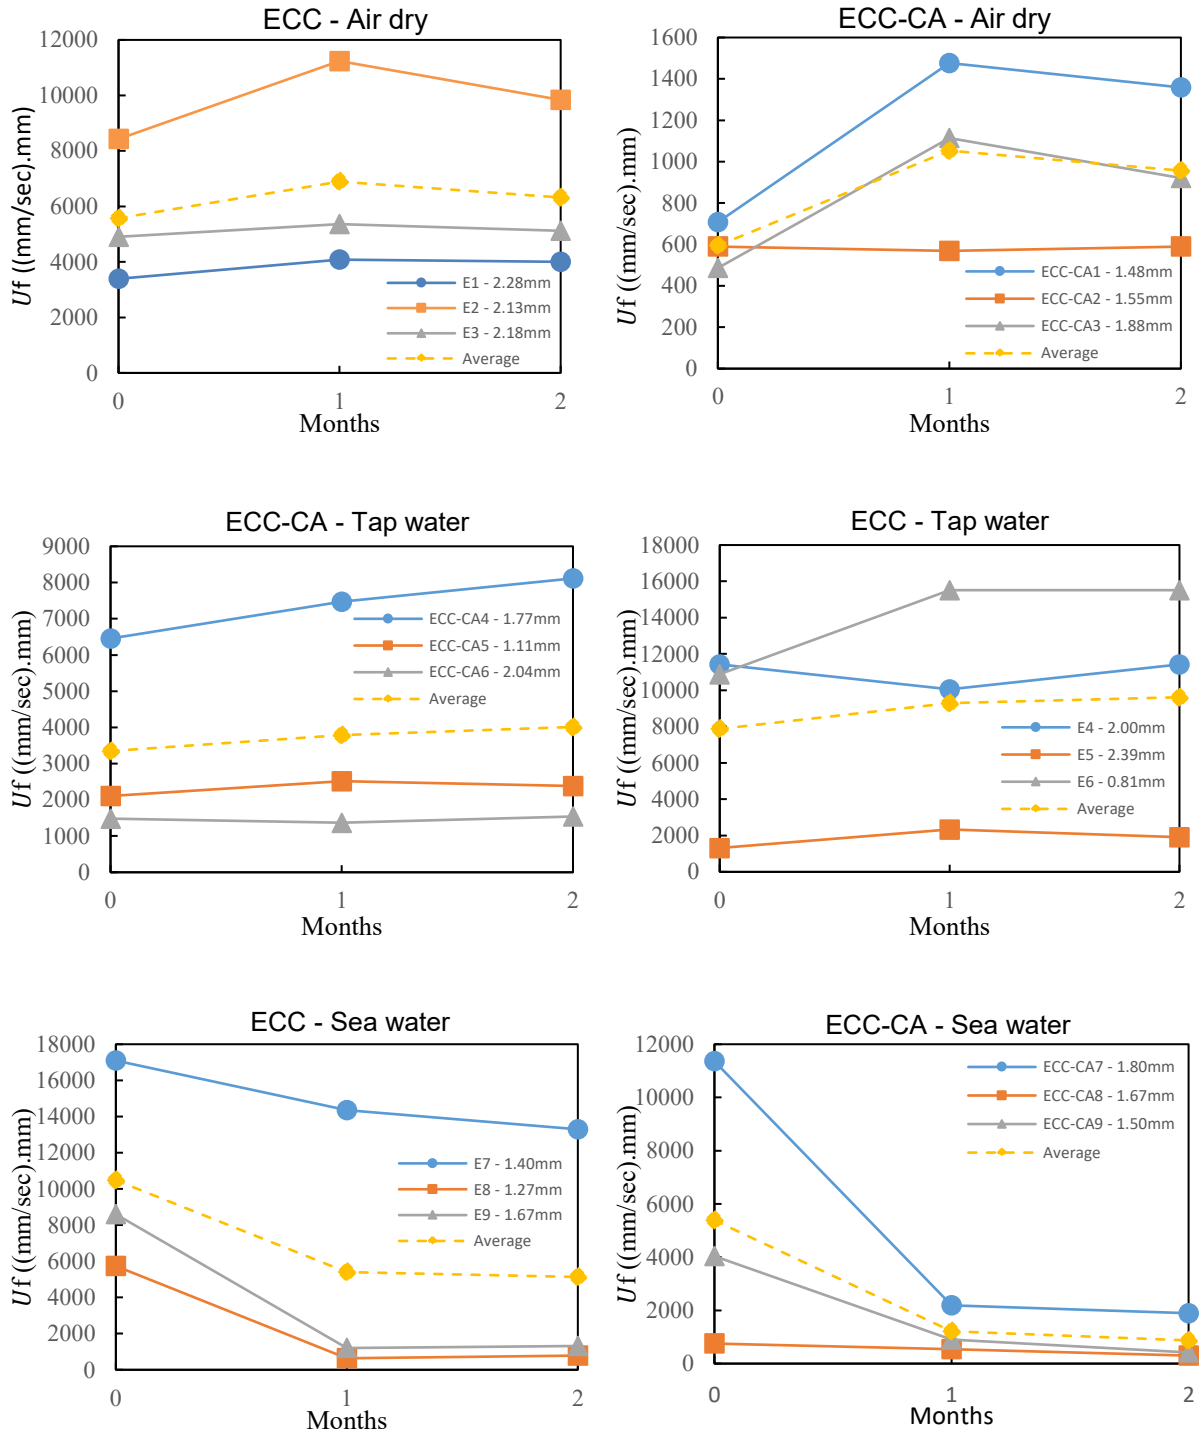 ECC - Air dry
12000
10000
8000
6000
4000
2000
0
Uf ((mm/sec).mm)
E1 - 2.28mm
E2 - 2.13mm
E3 - 2.18mm
Average
0 1 2
Months
ECC-CA - Air dry
1600
1400
1200
1000
800
600
400
200
0
Uf ((mm/sec).mm)
ECC-CA1 - 1.48mm
ECC-CA2 - 1.55mm
ECC-CA3 - 1.88mm
Average
0 1 2
Months
ECC-CA - Tap water
9000
8000
7000
6000
5000
4000
3000
2000
1000
0
Uf ((mm/sec).mm)
ECC-CA4 - 1.77mm
ECC-CA5 - 1.11mm
ECC-CA6 - 2.04mm
Average
0 1 2
Months
ECC - Tap water
18000
16000
14000
12000
10000
8000
6000
4000
2000
0
Uf ((mm/sec).mm)
E4 - 2.00mm
E5 - 2.39mm
E6 - 0.81mm
Average
0 1 2
Months
ECC - Sea water
18000
16000
14000
12000
10000
8000
6000
4000
2000
0
Uf ((mm/sec).mm)
E7 - 1.40mm
E8 - 1.27mm
E9 - 1.67mm
Average
0 1 2
Months
ECC-CA - Sea water
12000
10000
8000
6000
4000
2000
0
Uf ((mm/sec).mm)
ECC-CA7 - 1.80mm
ECC-CA8 - 1.67mm
ECC-CA9 - 1.50mm
Average
0 1 2
Months